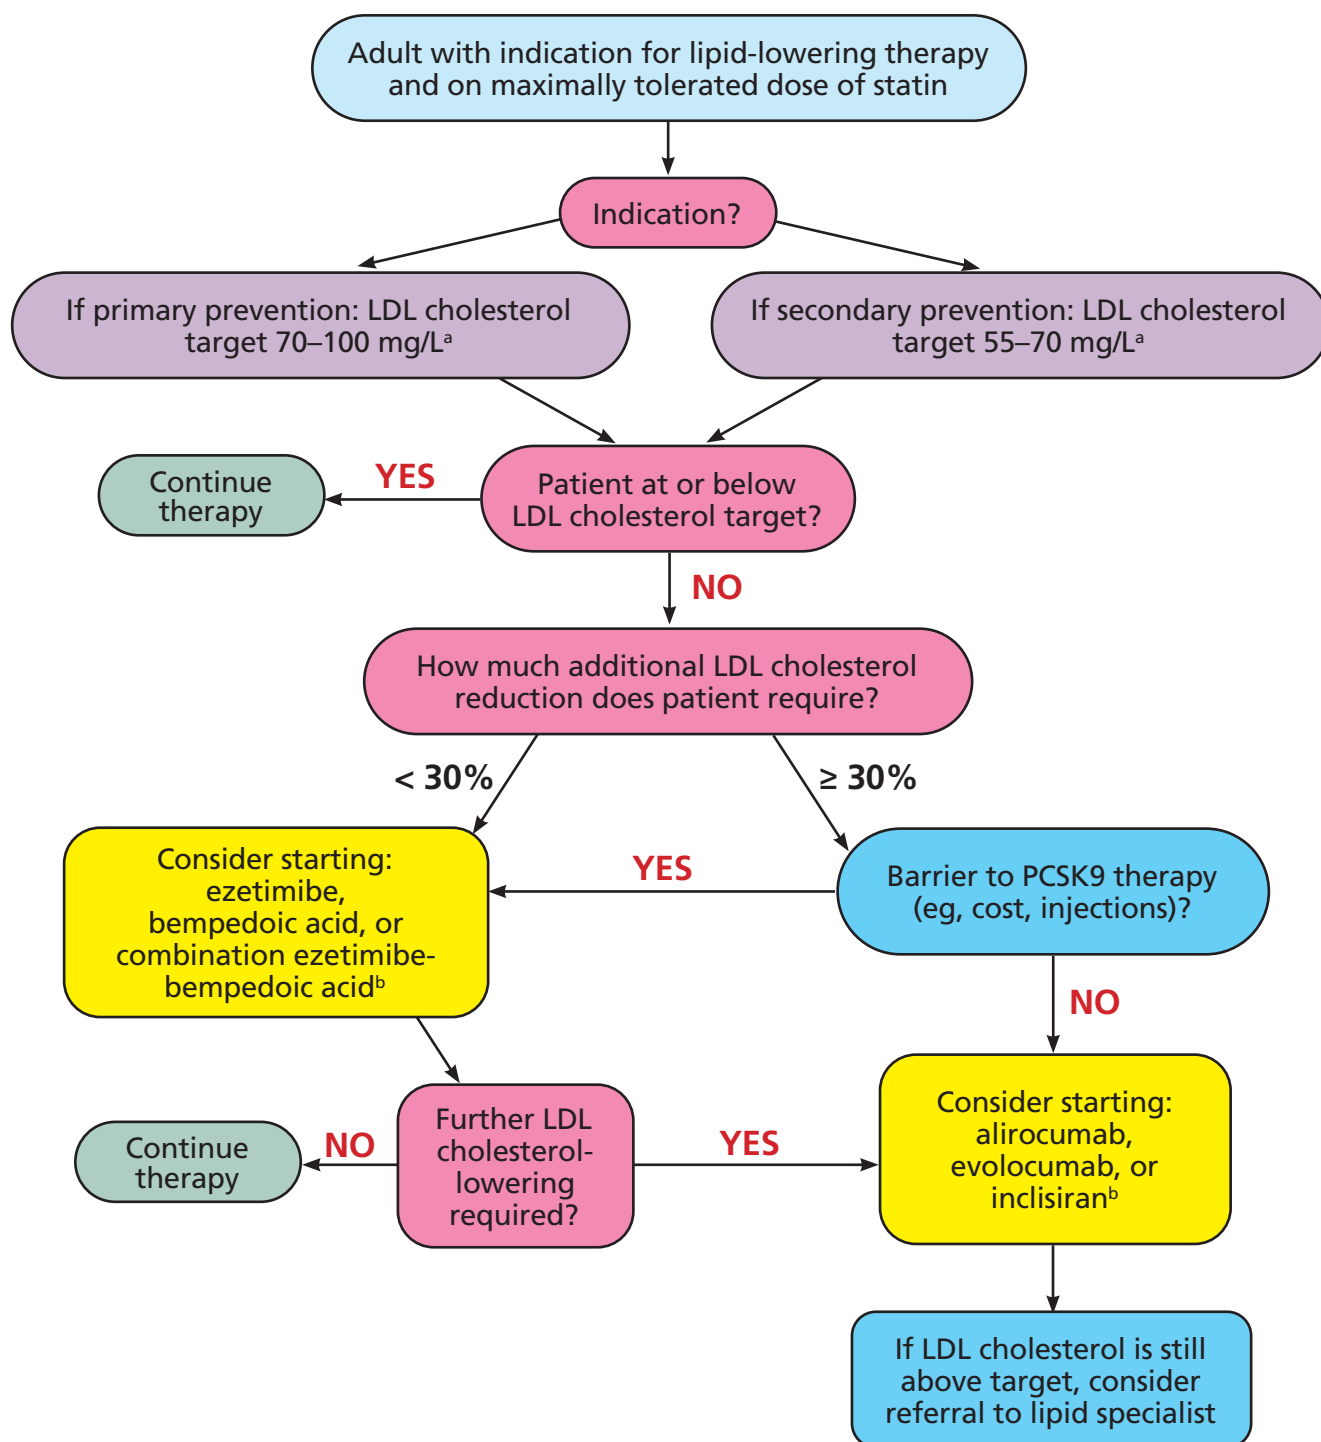 Adult with indication for lipid-lowering therapy
and on maximally tolerated dose of statin
Indication?
If primary prevention: LDL cholesterol
target 70–100 mg/Lᵃ
If secondary prevention: LDL cholesterol
target 55–70 mg/Lᵃ
Continue
therapy
YES
Patient at or below
LDL cholesterol target?
NO
How much additional LDL cholesterol
reduction does patient require?
< 30%
≥ 30%
Consider starting:
ezetimibe,
bempedoic acid, or
combination ezetimibe-
bempedoic acidᵇ
YES
Barrier to PCSK9 therapy
(eg, cost, injections)?
NO
Continue
therapy
NO
Further LDL
cholesterol-
lowering
required?
YES
Consider starting:
alirocumab,
evolocumab, or
inclisiranᵇ
If LDL cholesterol is still
above target, consider
referral to lipid specialist